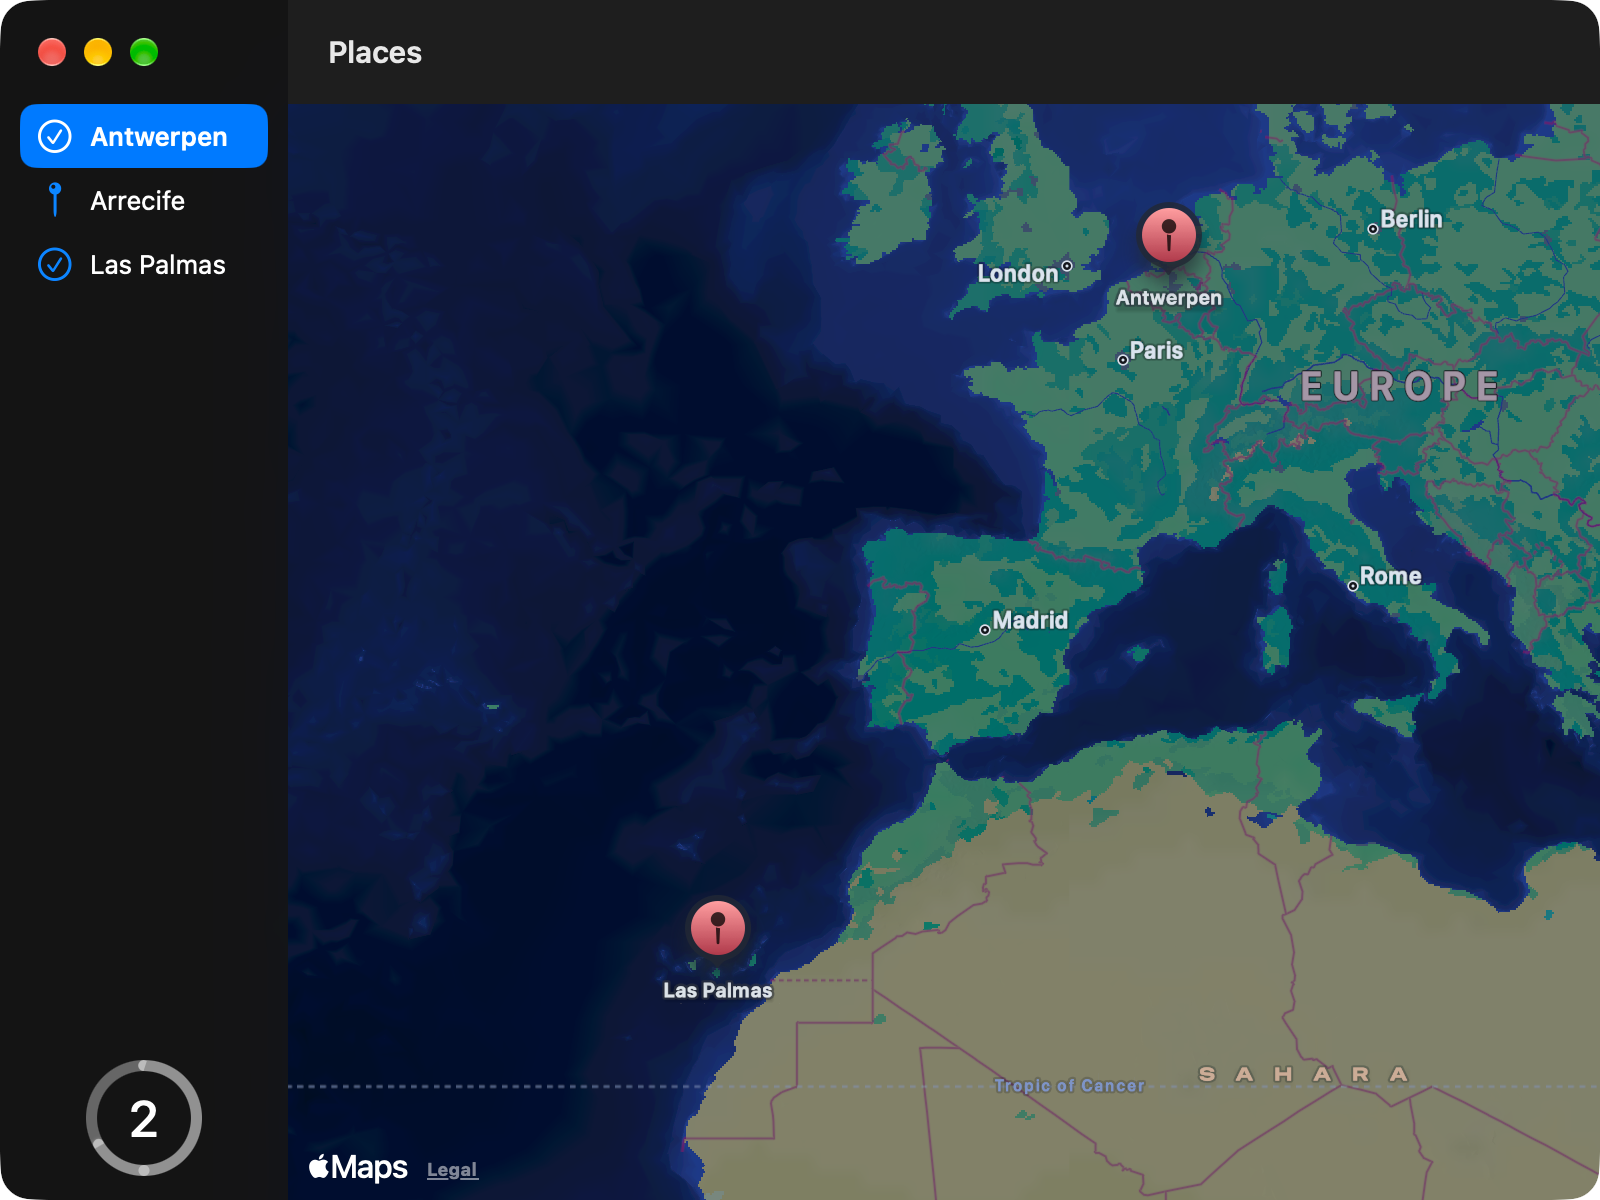 Places
Antwerpen
Arrecife
Las Palmas
2
Berlin
London
Antwerpen
Paris
EUROPE
Rome
Madrid
Las Palmas
SAHARA
Tropic of Cancer
Maps
Legal